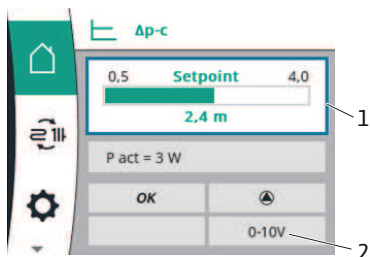 Δp-c
0,5 Setpoint 4,0
2,4 m
1
P act = 3 W
OK
0-10V
2